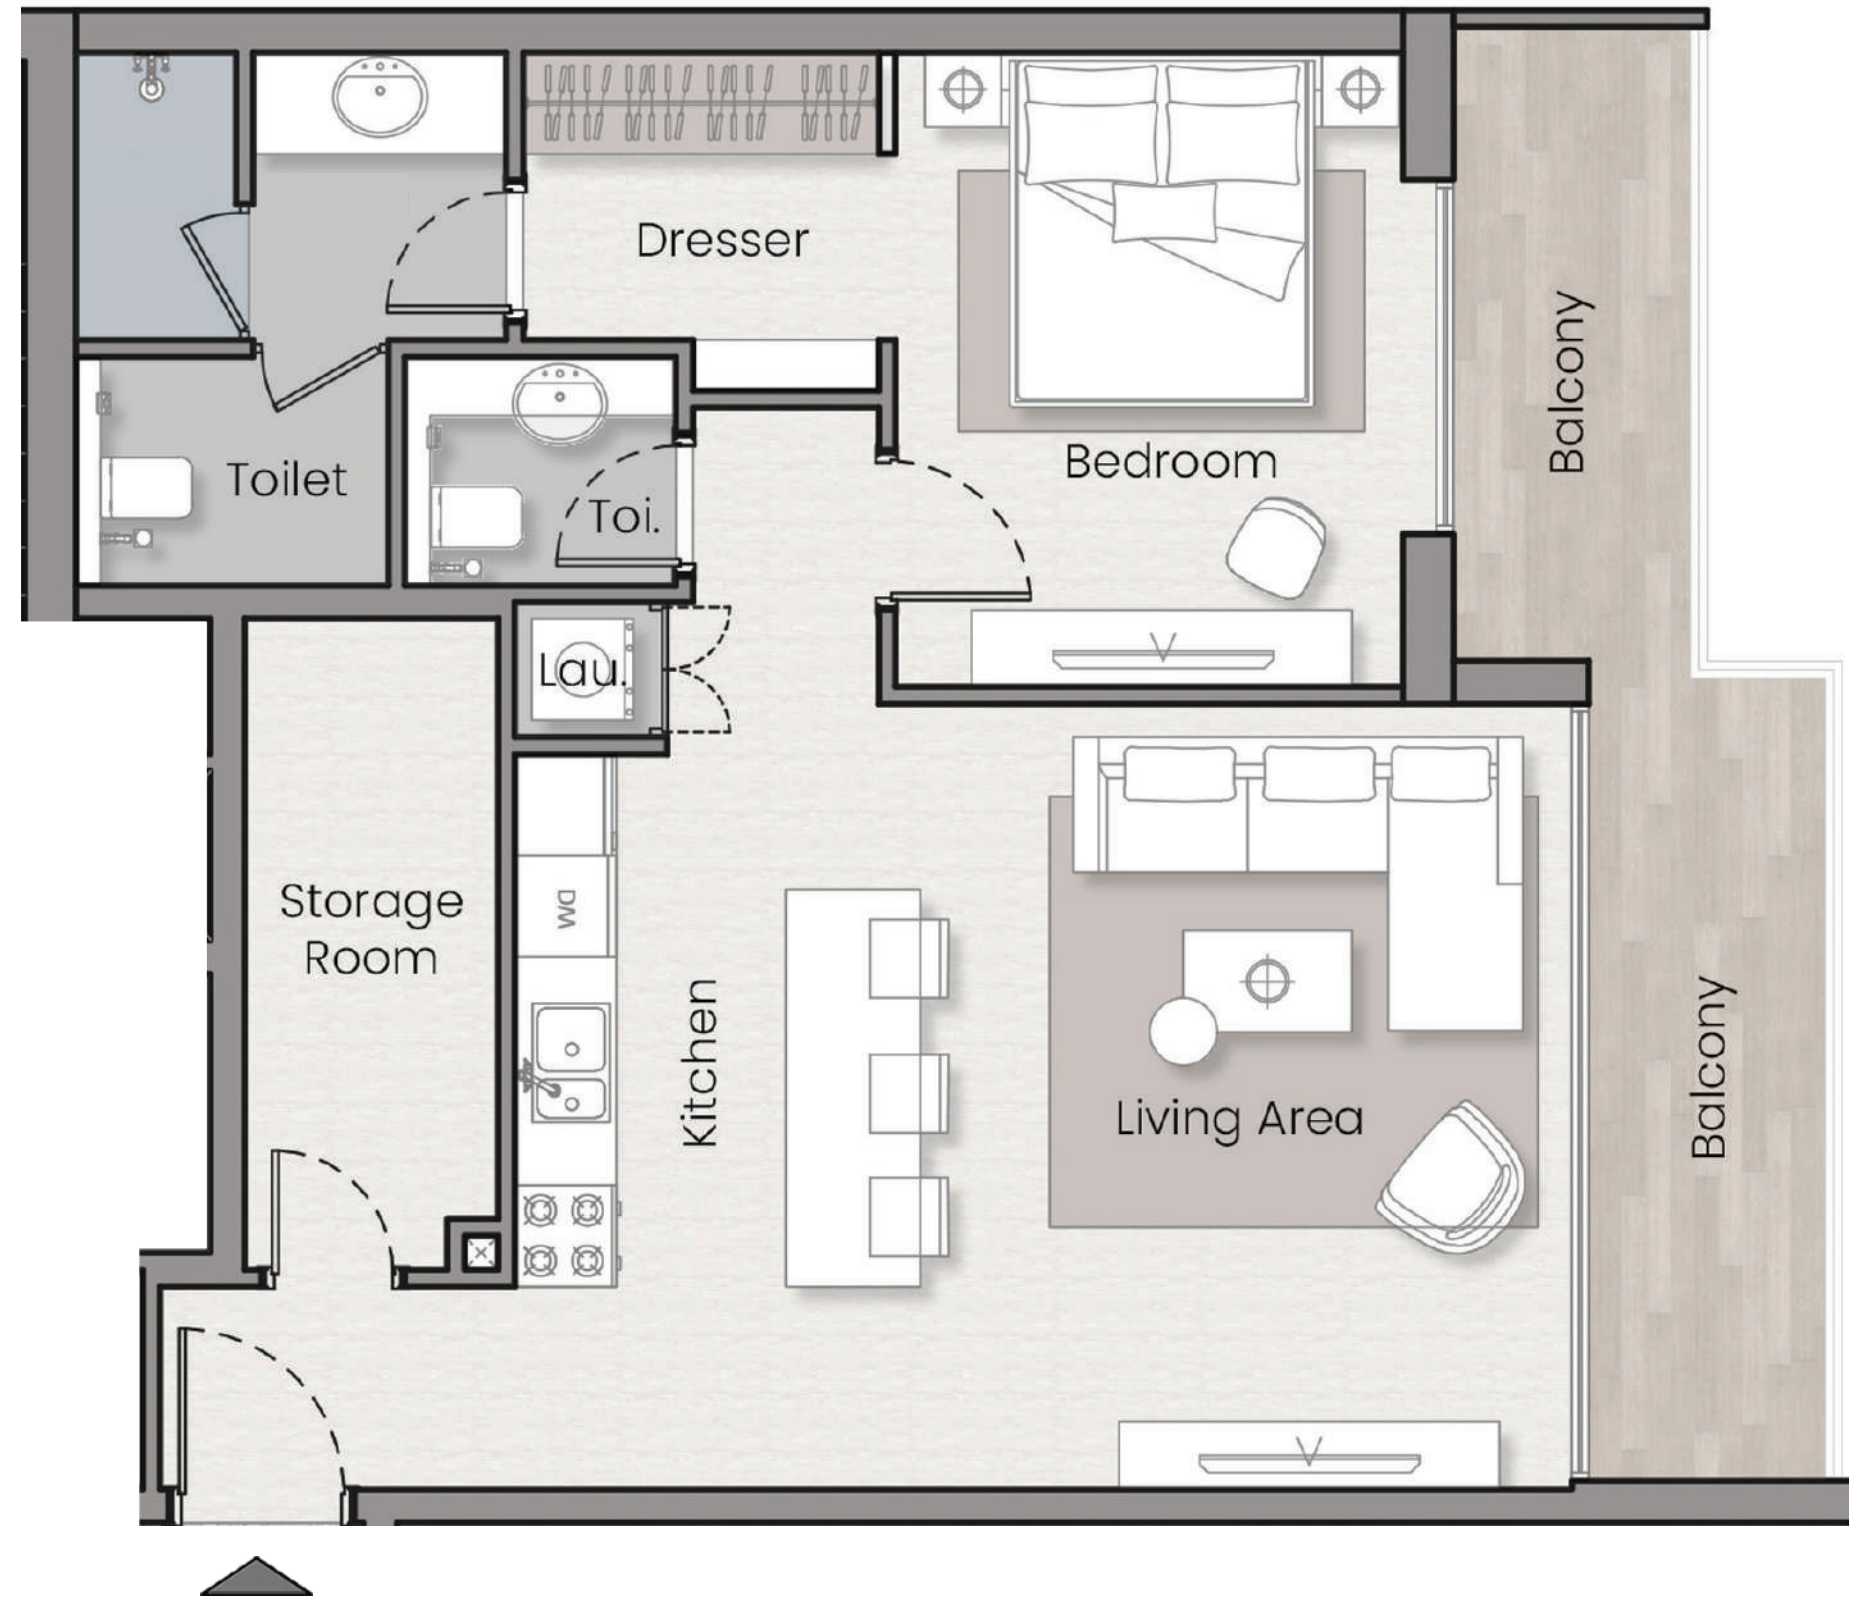 Dresser
Balcony
Bedroom
Toilet
Toi.
Lau.
Storage
Room
DW
Kitchen
Living Area
Balcony